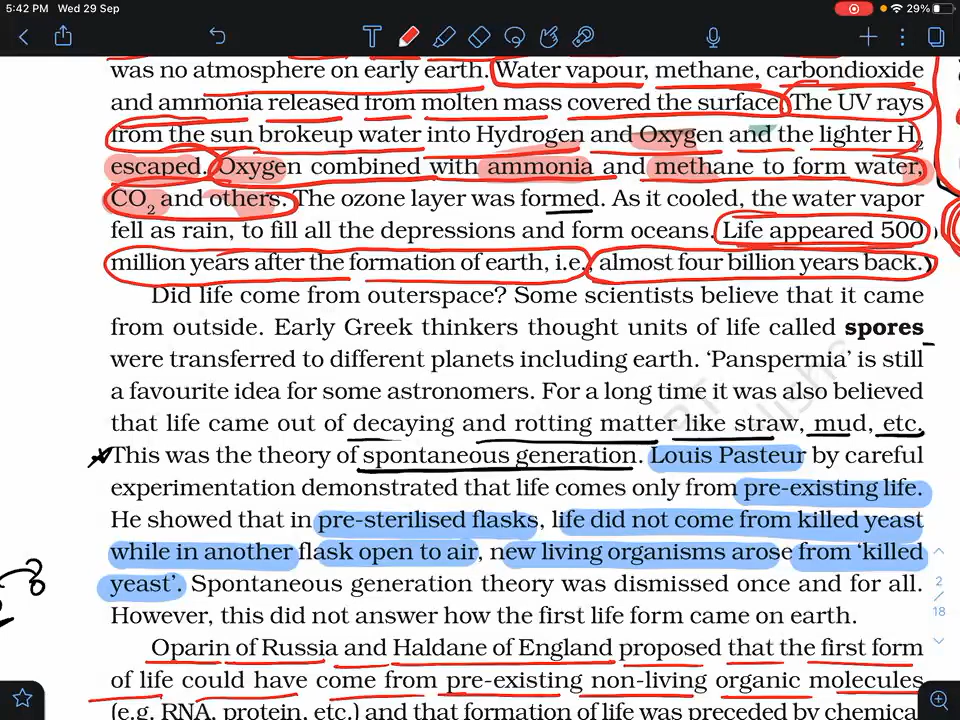 5:42 PM Wed 29 Sep
29%
was no atmosphere on early earth. Water vapour, methane, carbondioxide
and ammonia released from molten mass covered the surface. The UV rays
from the sun brokeup water into Hydrogen and Oxygen and the lighter H2
escaped. Oxygen combined with ammonia and methane to form water,
CO2 and others. The ozone layer was formed. As it cooled, the water vapor
fell as rain, to fill all the depressions and form oceans. Life appeared 500
million years after the formation of earth, i.e., almost four billion years back.
Did life come from outerspace? Some scientists believe that it came
from outside. Early Greek thinkers thought units of life called spores
were transferred to different planets including earth. ‘Panspermia’ is still
a favourite idea for some astronomers. For a long time it was also believed
that life came out of decaying and rotting matter like straw, mud, etc.
This was the theory of spontaneous generation. Louis Pasteur by careful
experimentation demonstrated that life comes only from pre-existing life.
He showed that in pre-sterilised flasks, life did not come from killed yeast
while in another flask open to air, new living organisms arose from ‘killed
yeast’. Spontaneous generation theory was dismissed once and for all.
However, this did not answer how the first life form came on earth.
Oparin of Russia and Haldane of England proposed that the first form
of life could have come from pre-existing non-living organic molecules
(e.g. RNA, protein, etc.) and that formation of life was preceded by chemical
2
/
18